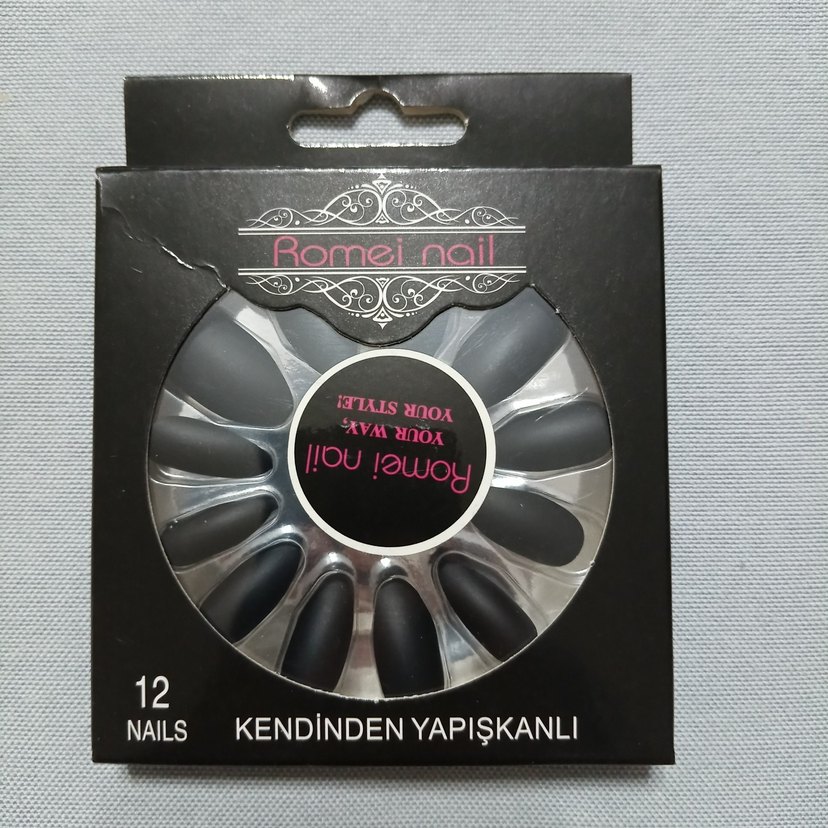 Romei nail
Romei nail
YOUR WAY,
YOUR STYLE!
12
NAILS
KENDİNDEN YAPIŞKANLI